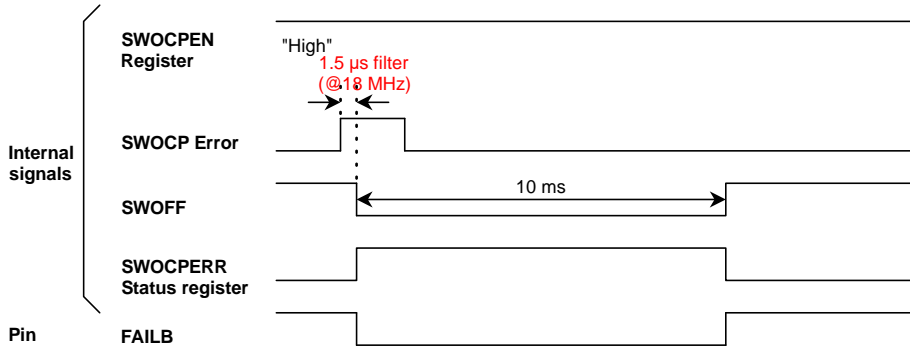 SWOCPEN
Register
"High"
1.5 µs filter
(@18 MHz)
Internal
signals
SWOCP Error
SWOFF
10 ms
SWOCPERR
Status register
Pin
FAILB